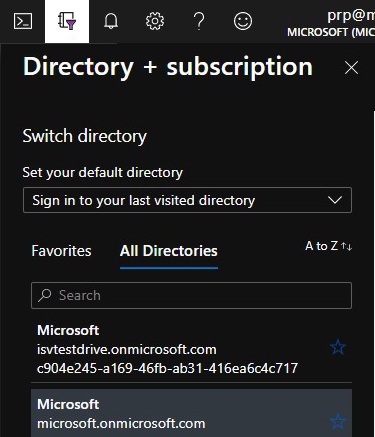 prp@m
MICROSOFT (MIC
Directory + subscription
Switch directory
Set your default directory
Sign in to your last visited directory
Favorites All Directories A to Z ↑↓
Search
Microsoft
isvtestdrive.onmicrosoft.com
c904e245-a169-46fb-ab31-416ea6c4c717
Microsoft
microsoft.onmicrosoft.com